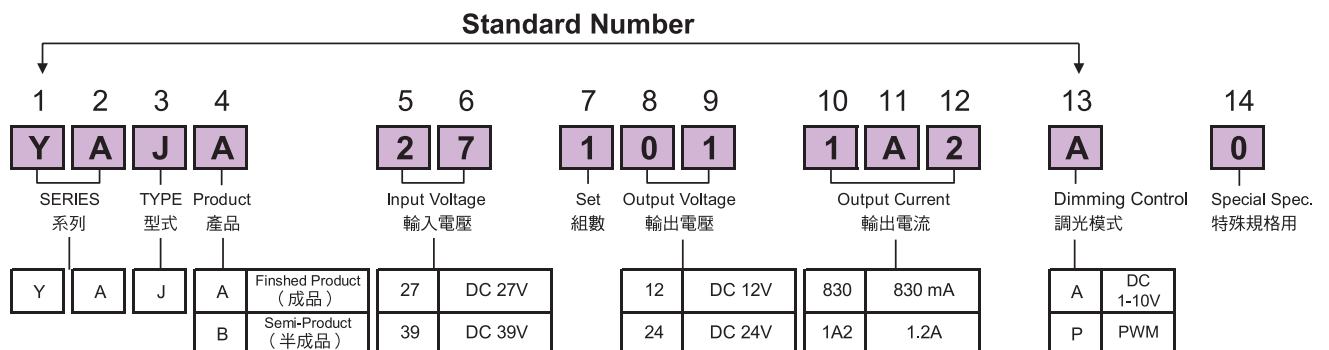 Standard Number
1 2 3 4 5 6 7 8 9 10 11 12 13 14
Y A J A 2 7 1 0 1 1 A 2 A 0
SERIES TYPE Product Input Voltage Set Output Voltage Output Current Dimming Control Special Spec.
系列 型式 產品 輸入電壓 組數 輸出電壓 輸出電流 調光模式 特殊規格用
Y A J A Finshed Product 27 DC 27V 12 DC 12V 830 830 mA A DC
（成品） 1-10V
B Semi-Product 39 DC 39V 24 DC 24V 1A2 1.2A P PWM
（半成品）